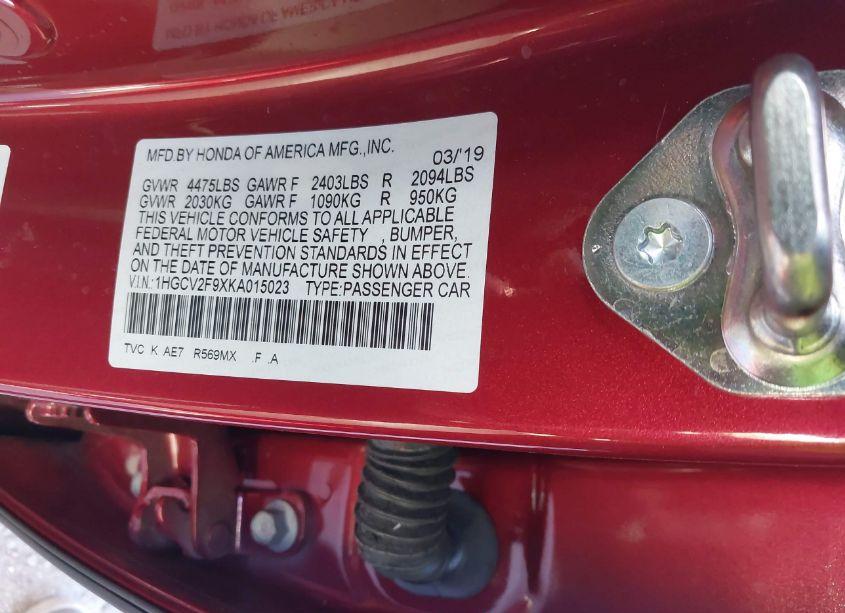 MFD BY HONDA OF AMERICA MFG.,INC. 03/'19
GVWR 4475LBS GAWR F 2403LBS R 2094LBS
GVWR 2030KG GAWR F 1090KG R 950KG
THIS VEHICLE CONFORMS TO ALL APPLICABLE
FEDERAL MOTOR VEHICLE SAFETY , BUMPER,
AND THEFT PREVENTION STANDARDS IN EFFECT
ON THE DATE OF MANUFACTURE SHOWN ABOVE.
V.I.N.:1HGCV2F9XKA015023 TYPE:PASSENGER CAR
TVC K AE7 R569MX .F .A